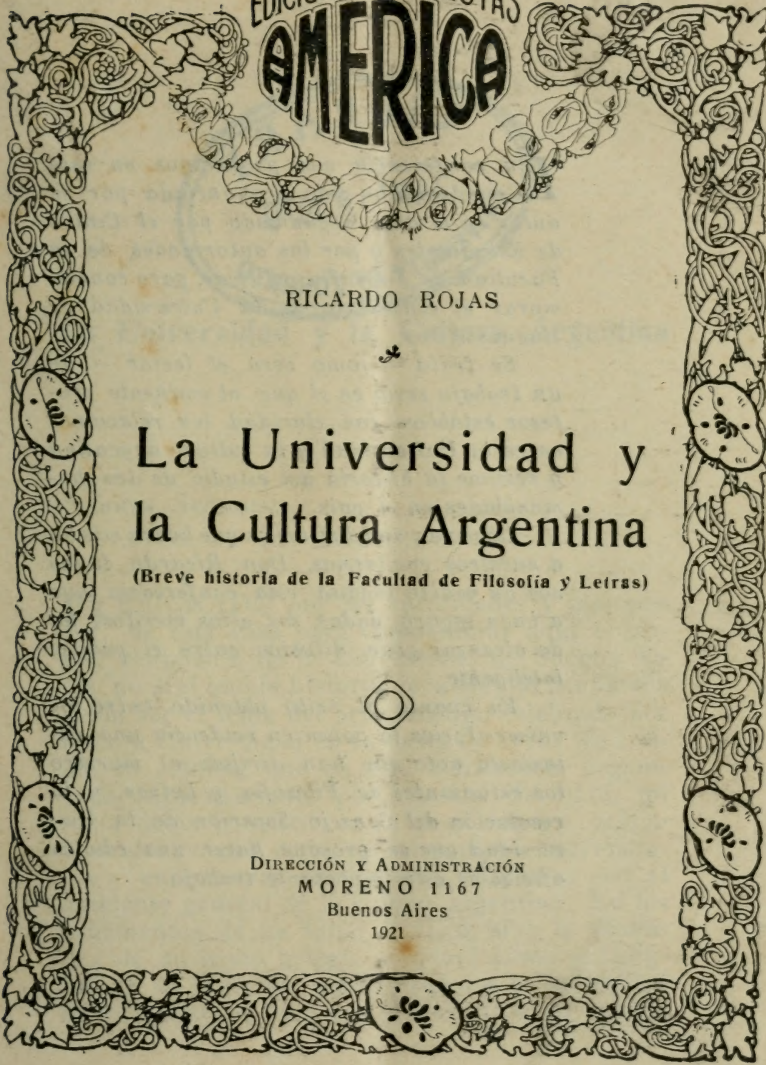 AMERICA
RICARDO ROJAS
La Universidad y
la Cultura Argentina
(Breve historia de la Facultad de Filosofía y Letras)
DIRECCIÓN Y ADMINISTRACIÓN
MORENO 1167
Buenos Aires
1921